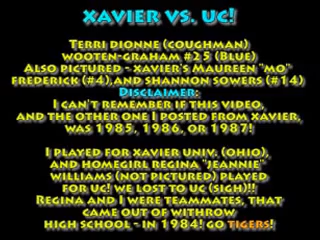 XAVIER VS. UC!
TERRI DIONNE (COUGHMAN)
WOOTEN-GRAHAM #25 (BLUE)
ALSO PICTURED - XAVIER'S MAUREEN "MO"
FREDERICK (#4), AND SHANNON SOWERS (#14)
DISCLAIMER:
I CAN'T REMEMBER IF THIS VIDEO,
AND THE OTHER ONE I POSTED FROM XAVIER,
WAS 1985, 1986, OR 1987!
I PLAYED FOR XAVIER UNIV. (OHIO),
AND HOMEGIRL REGINA "JEANNIE"
WILLIAMS (NOT PICTURED) PLAYED
FOR UC! WE LOST TO UC (SIGH)!!
REGINA AND I WERE TEAMMATES, THAT
CAME OUT OF WITHROW
HIGH SCHOOL - IN 1984! GO TIGERS!